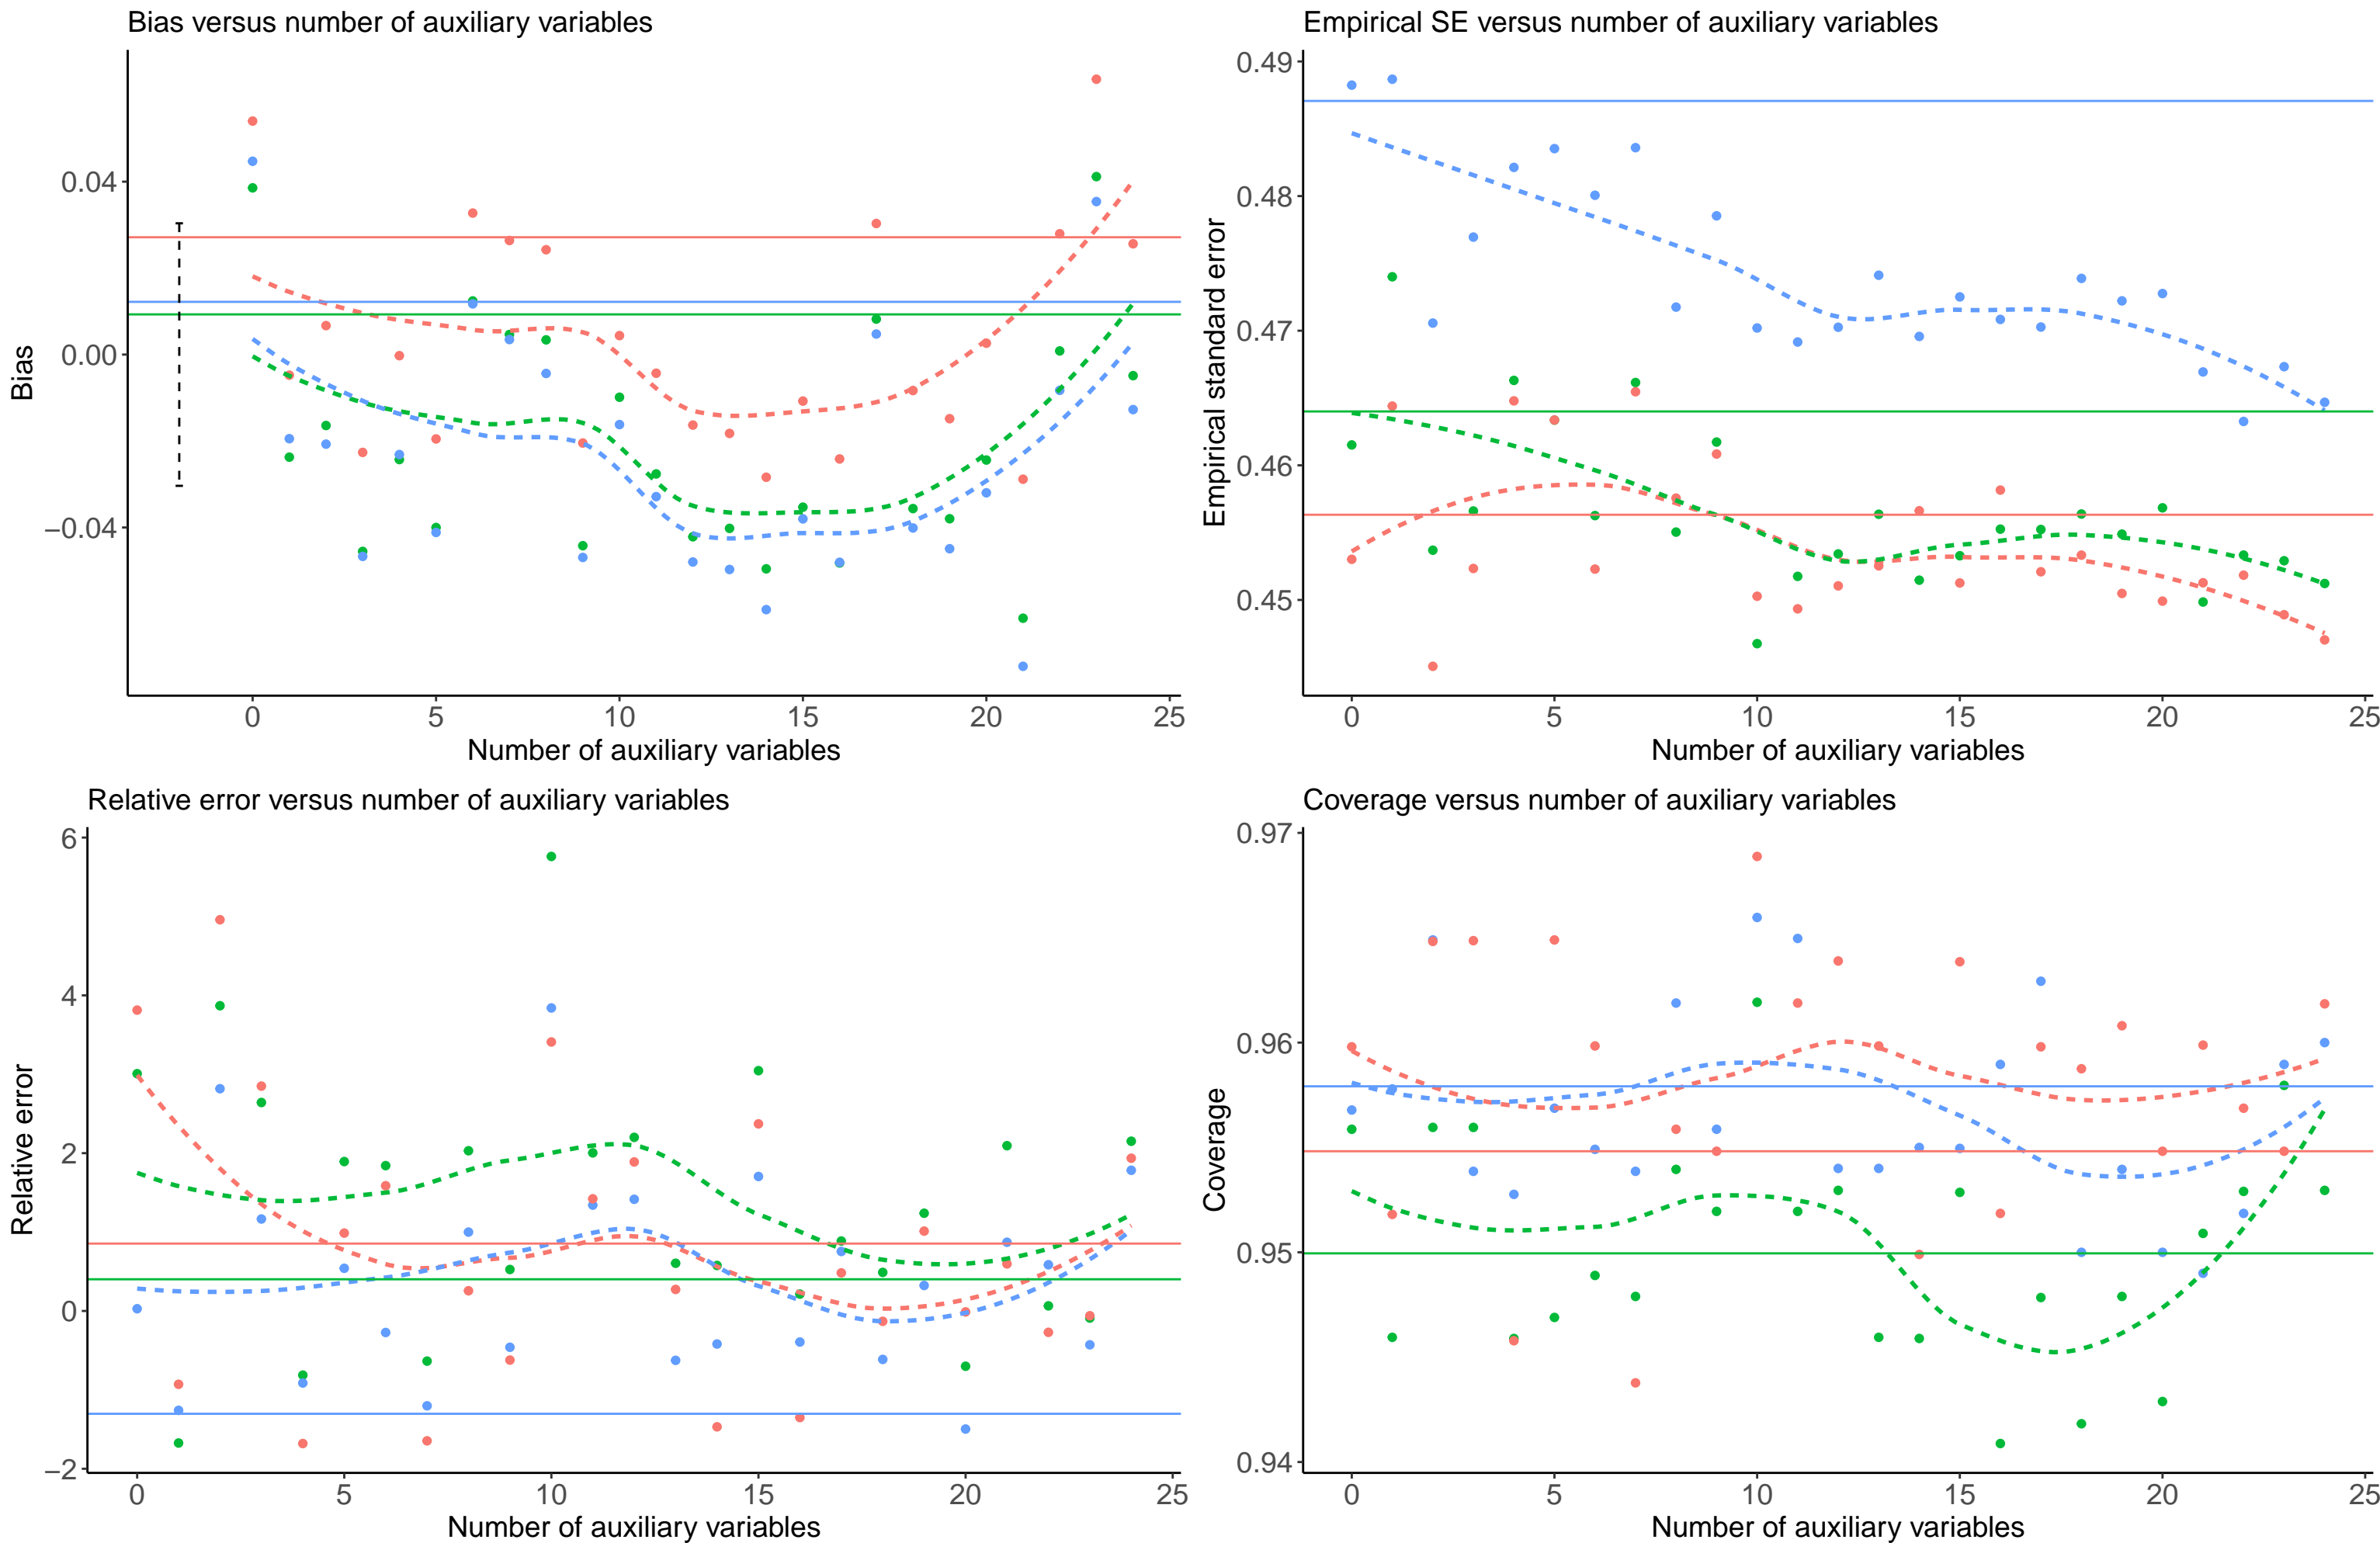 Bias versus number of auxiliary variables
0.04
0.00
−0.04
Bias
0 5 10 15 20 25
Number of auxiliary variables
Empirical SE versus number of auxiliary variables
0.49
0.48
0.47
0.46
0.45
Empirical standard error
0 5 10 15 20 25
Number of auxiliary variables
Relative error versus number of auxiliary variables
6
4
2
0
−2
Relative error
0 5 10 15 20 25
Number of auxiliary variables
Coverage versus number of auxiliary variables
0.97
0.96
0.95
0.94
Coverage
0 5 10 15 20 25
Number of auxiliary variables